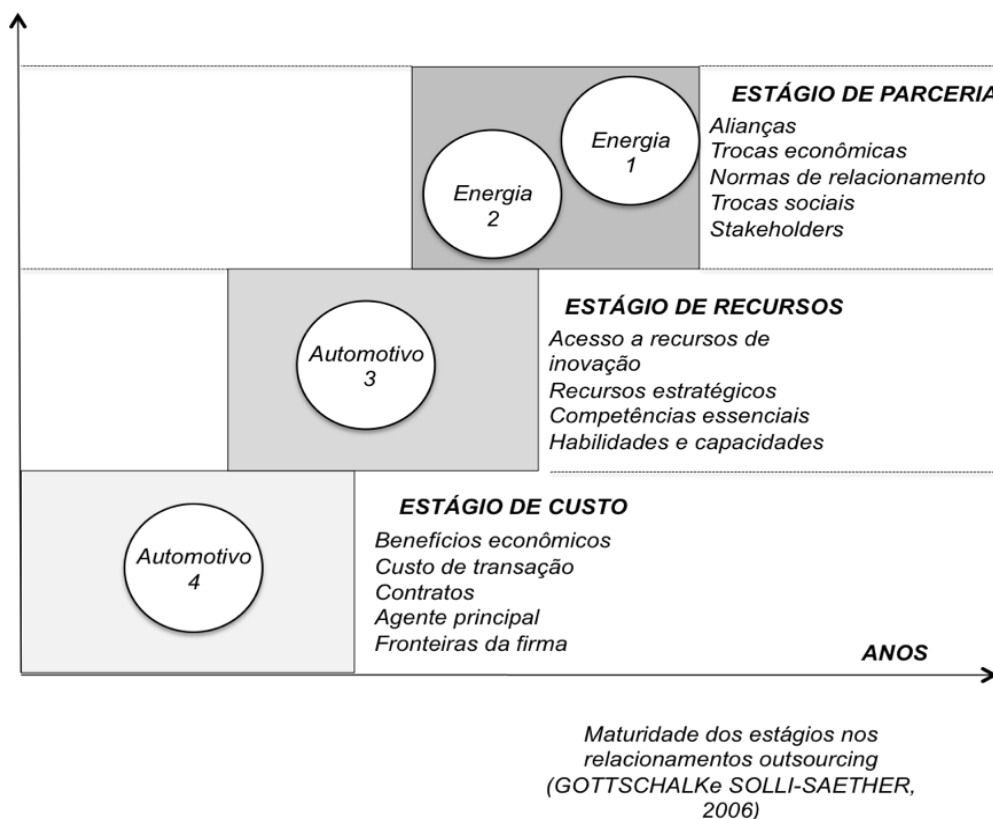 ESTÁGIO DE PARCERIA
Alianças
Trocas econômicas
Normas de relacionamento
Trocas sociais
Stakeholders
Energia
1
Energia
2
ESTÁGIO DE RECURSOS
Acesso a recursos de
inovação
Recursos estratégicos
Competências essenciais
Habilidades e capacidades
Automotivo
3
ESTÁGIO DE CUSTO
Benefícios econômicos
Custo de transação
Contratos
Agente principal
Fronteiras da firma
Automotivo
4
ANOS
Maturidade dos estágios nos
relacionamentos outsourcing
(GOTTSCHALKe SOLLI-SAETHER,
2006)